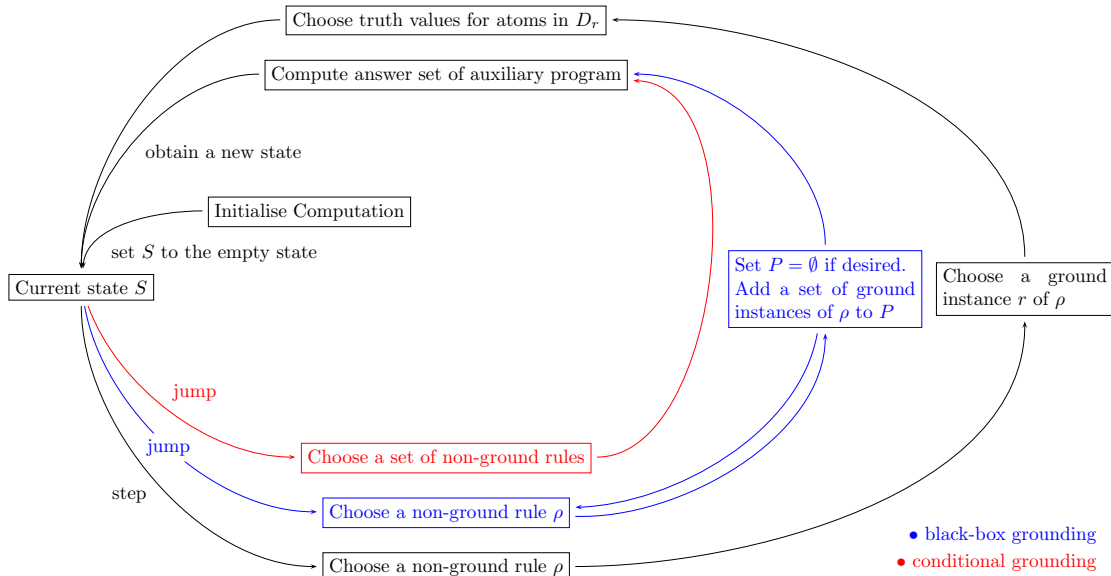 Choose truth values for atoms in $D_r$
Compute answer set of auxiliary program
obtain a new state
Initialise Computation
set $S$ to the empty state
Current state $S$
Set $P = \emptyset$ if desired.
Add a set of ground
instances of $\rho$ to $P$
Choose a ground
instance $r$ of $\rho$
jump
jump
Choose a set of non-ground rules
step
Choose a non-ground rule $\rho$
Choose a non-ground rule $\rho$
• black-box grounding
• conditional grounding